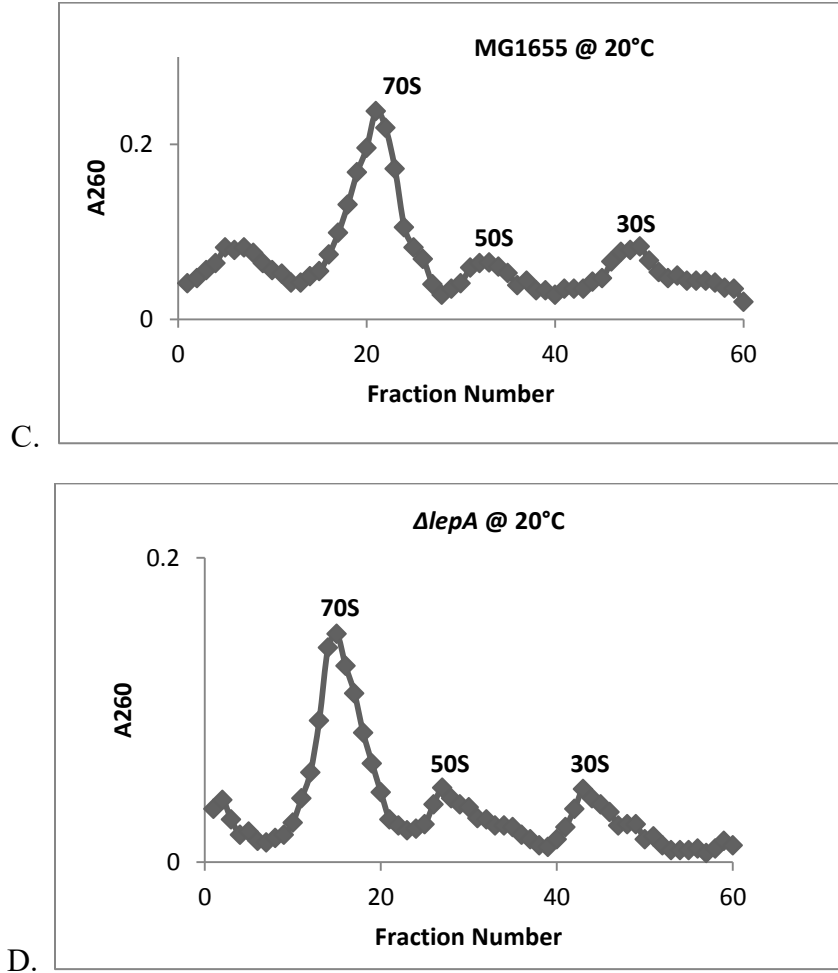 MG1655 @ 20°C
70S
50S
30S
0.2
0
A260
0
20
40
60
Fraction Number
C.
ΔlepA @ 20°C
0.2
70S
50S
30S
0
A260
0
20
40
60
Fraction Number
D.